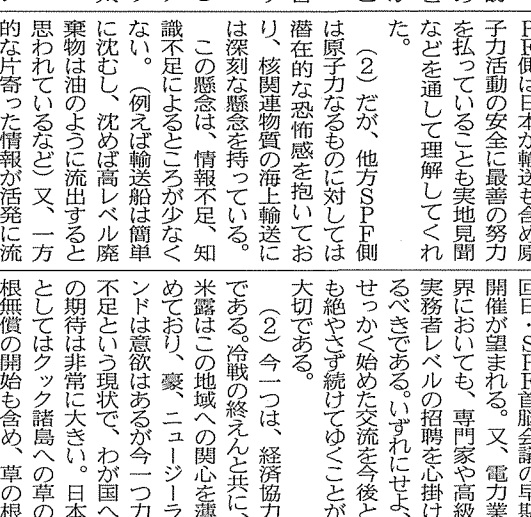 ＰＦ側は日本が輸送も含め原
子力活動の安全に最善の努力
を払っていることも実地見聞
などを通して理解してくれ
た。
（２）だが、他方ＳＰＦ側
は原子力なるものに対しては
潜在的な恐怖感を抱いてお
り、核関連物質の海上輸送に
は深刻な懸念を持っている。
この懸念は、情報不足、知
識不足によるところが少なく
ない。（例えば輸送船は簡単
に沈むし、沈めば高レベル廃
棄物は油のように流出すると
思われているなど）又、一方
的な片寄った情報が活発に流
回日・ＳＰＦ首脳会議の早期
開催が望まれる。又、電力業
界においても、専門家や高級
実務者レベルの招聘を心掛け
るべきである。いずれにせよ、
せっかく始めた交流を今後と
も絶やさず続けてゆくことが
大切である。
（２）今一つは、経済協力
である。冷戦の終えんと共に、
米露はこの地域への関心を薄
めており、豪、ニュージーラ
ンドは意欲はあるが今一つ力
不足という現状で、わが国へ
の期待は非常に大きい。日本
としてはクック諸島への草の
根無償の開始も含め、草の根